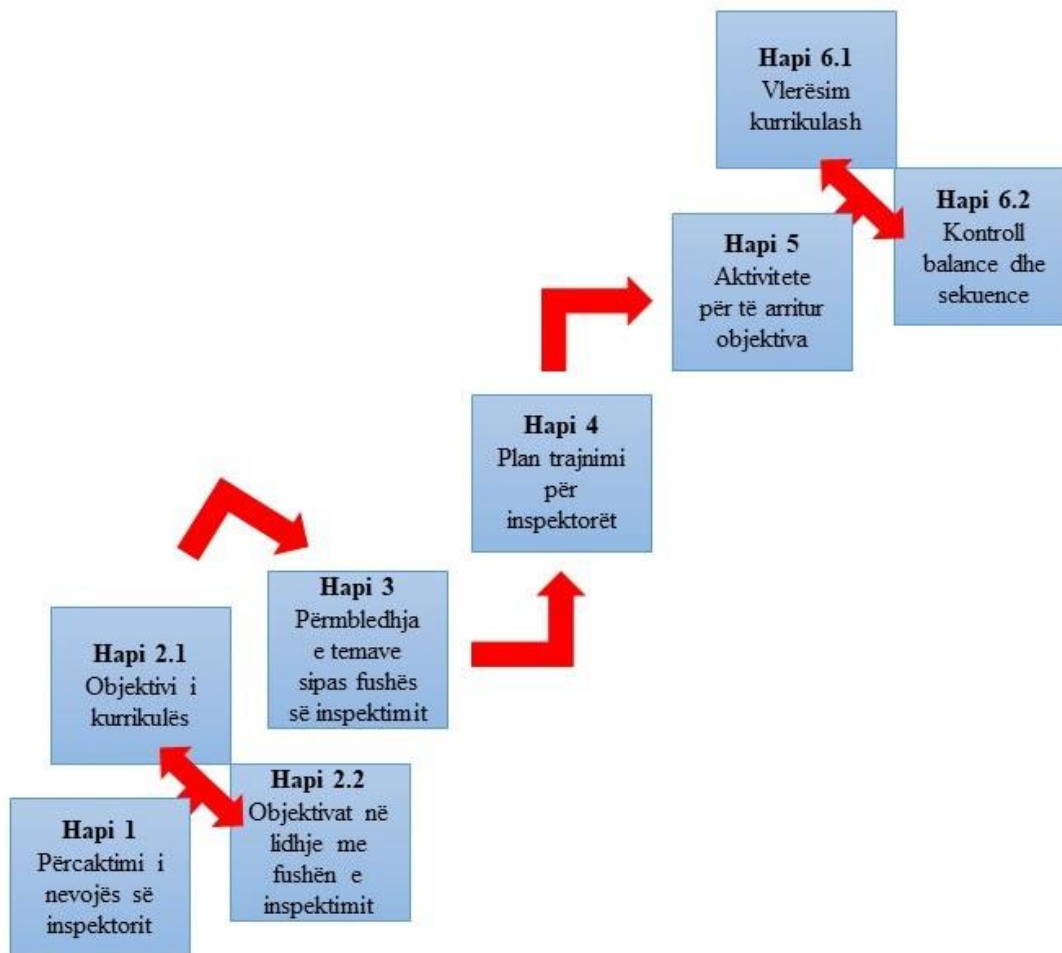 Hapi 1
Përcaktimi i
nevojës së
inspektorit
Hapi 2.1
Objektivi i
kurrikulës
Hapi 2.2
Objektivat në
lidhje me
fushën e
inspektimit
Hapi 3
Përmbledhja
e temave
sipas fushës
së inspektimit
Hapi 4
Plan trajnimi
për
inspektorët
Hapi 5
Aktivitete
për të arritur
objektiva
Hapi 6.1
Vlerësim
kurrikulash
Hapi 6.2
Kontroll
balance dhe
sekuence